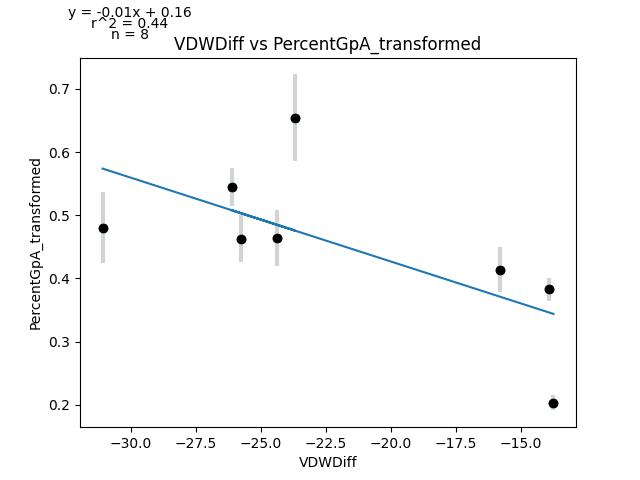 y = -0.01x + 0.16
r^2 = 0.44
n = 8
VDWDiff vs PercentGpA_transformed
0.7
0.6
0.5
0.4
0.3
0.2
PercentGpA_transformed
−30.0 −27.5 −25.0 −22.5 −20.0 −17.5 −15.0
VDWDiff